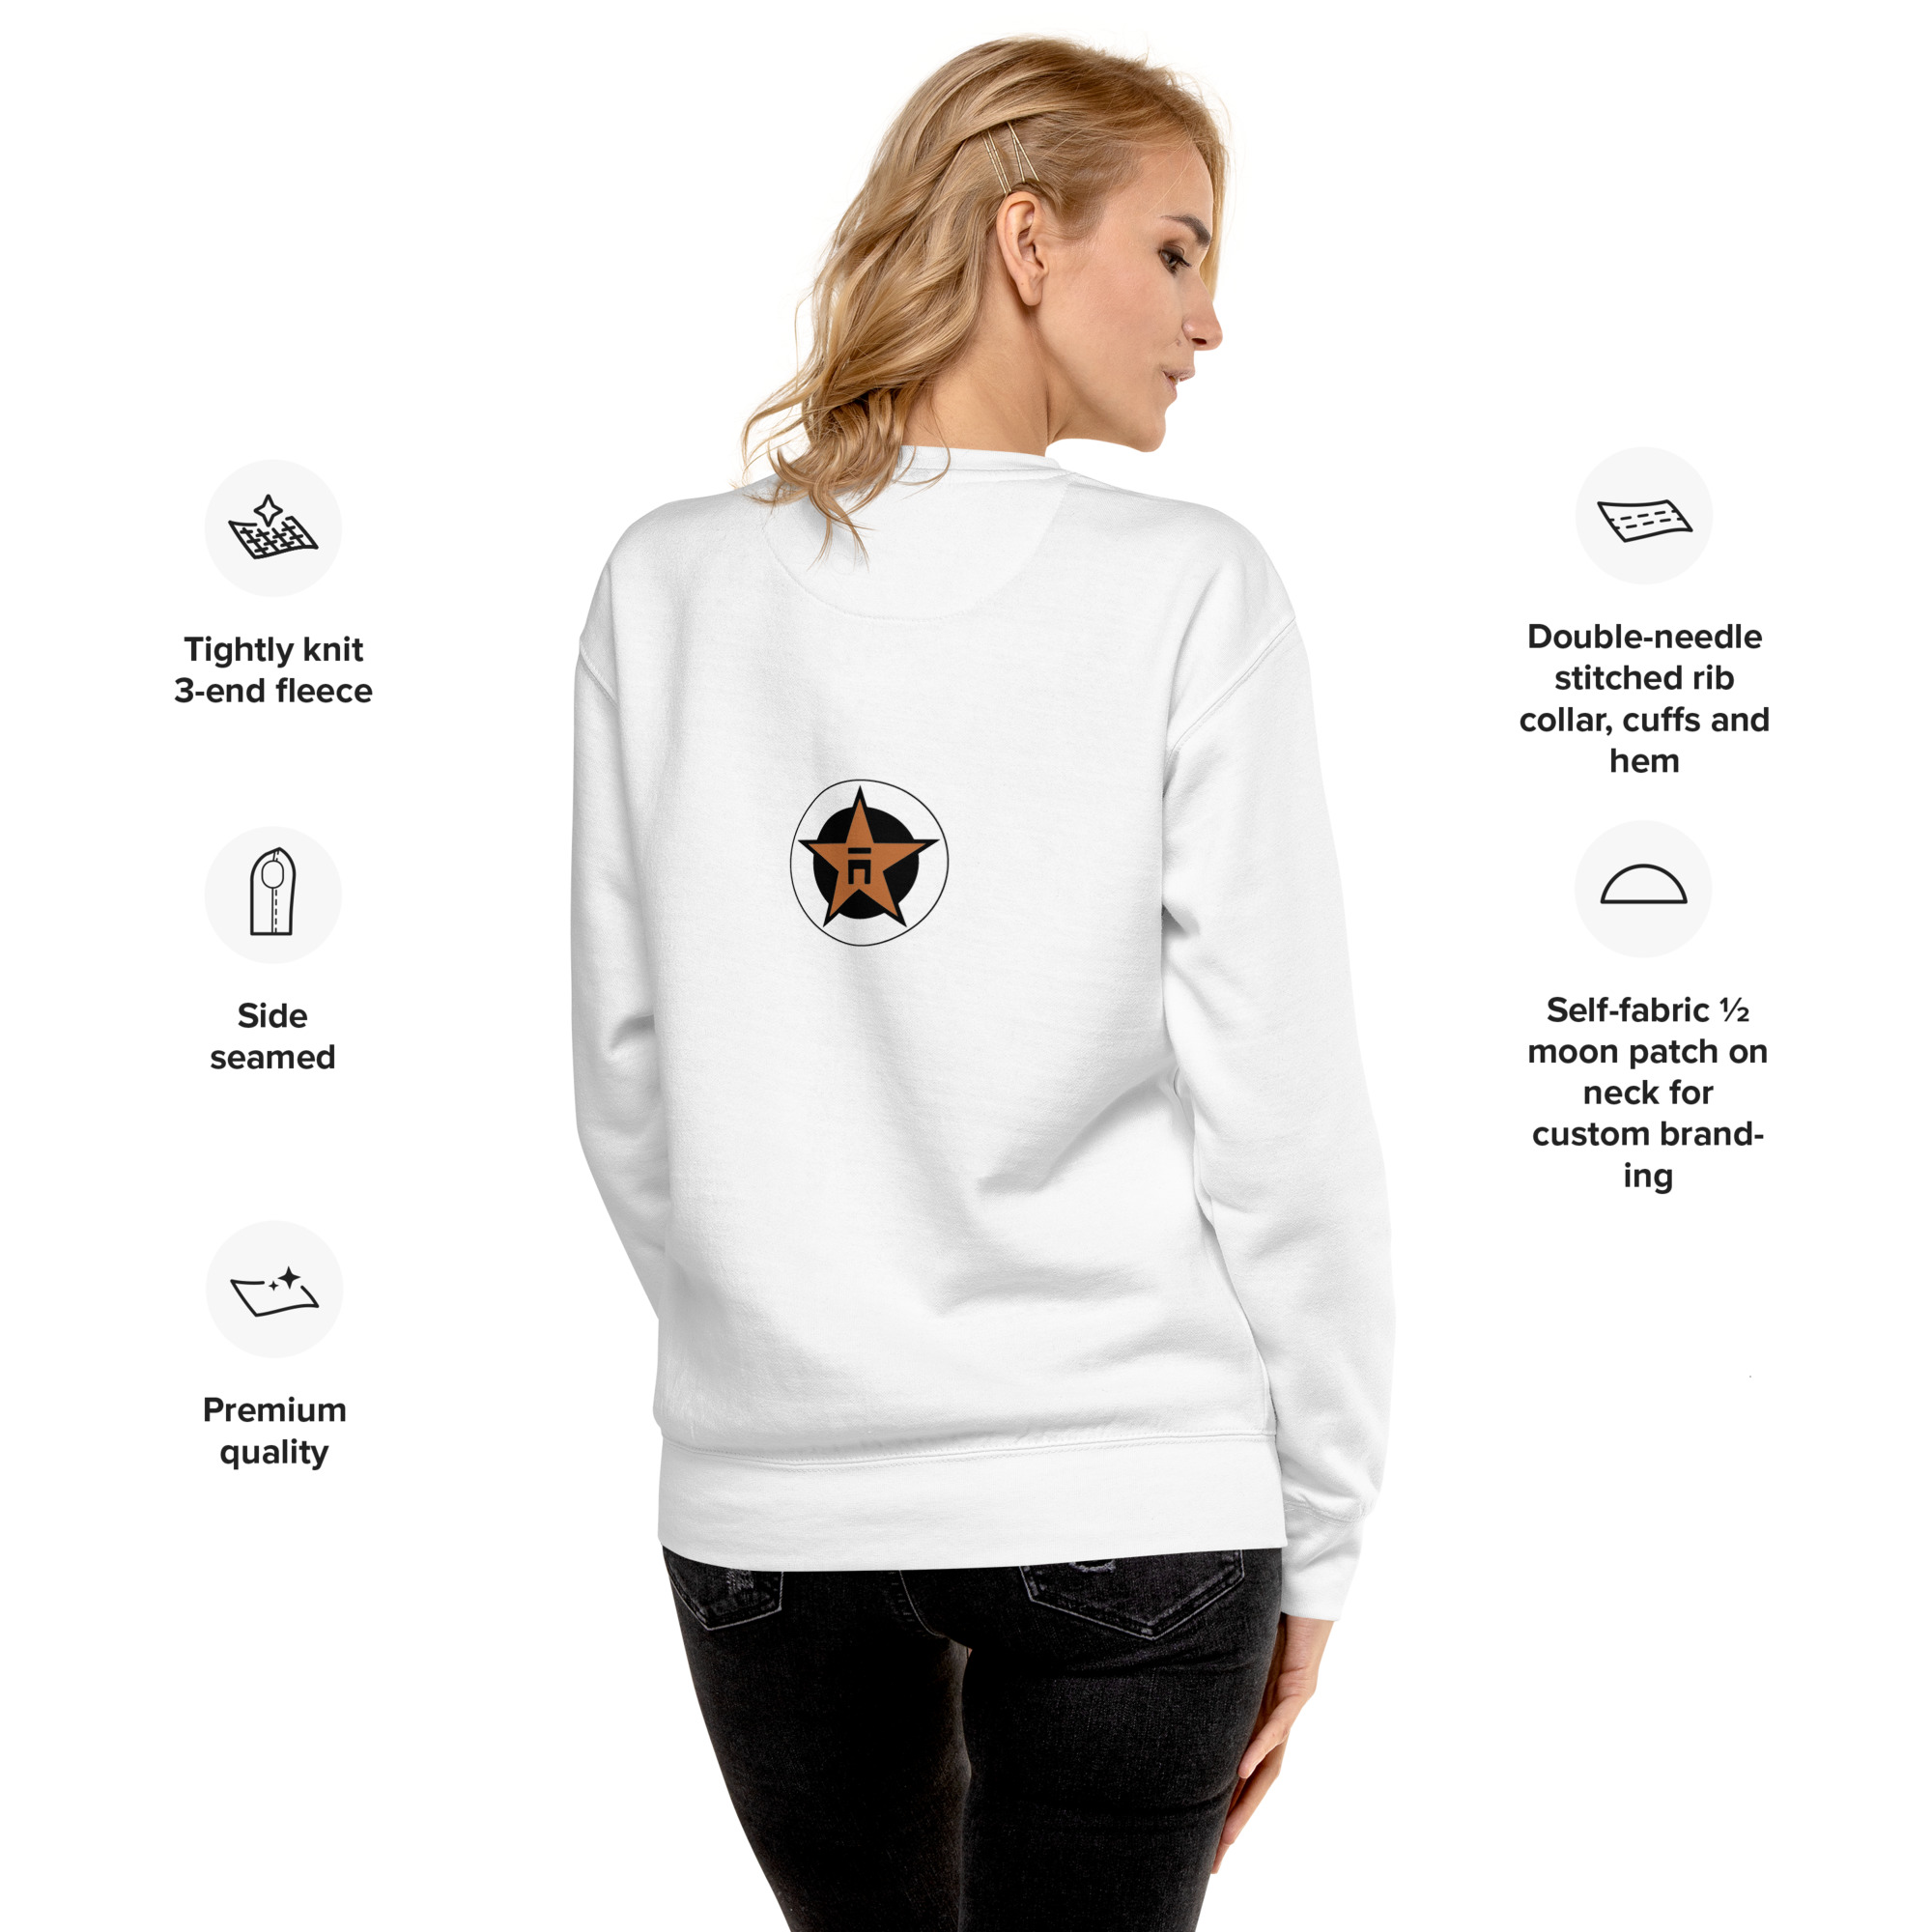 Tightly knit
3-end fleece
Side
seamed
Premium
quality
Double-needle
stitched rib
collar, cuffs and
hem
Self-fabric ½
moon patch on
neck for
custom brand-
ing